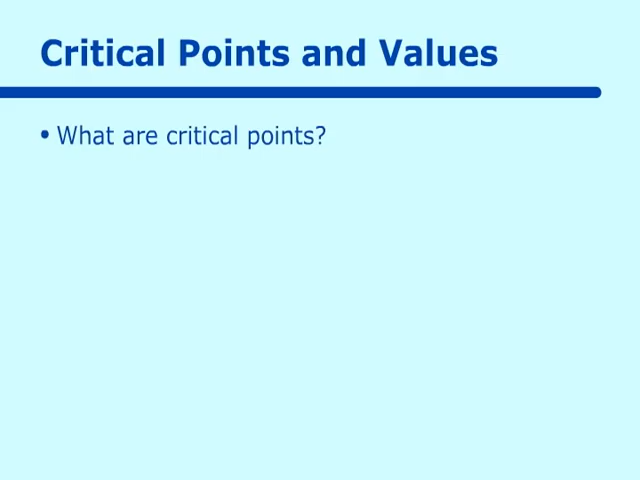 Critical Points and Values
• What are critical points?